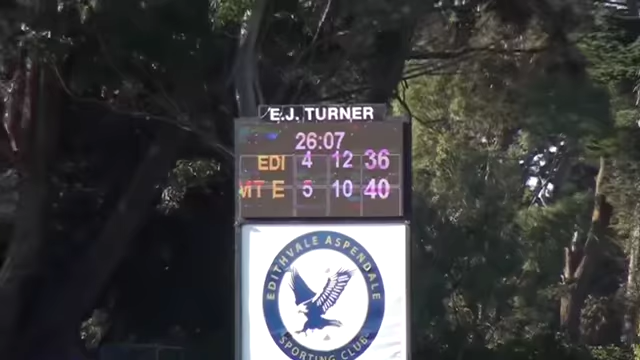 E.J. TURNER
26:07
EDI 4 12 36
MT E 5 10 40
EDITHVALE ASPENDALE
SPORTING CLUB